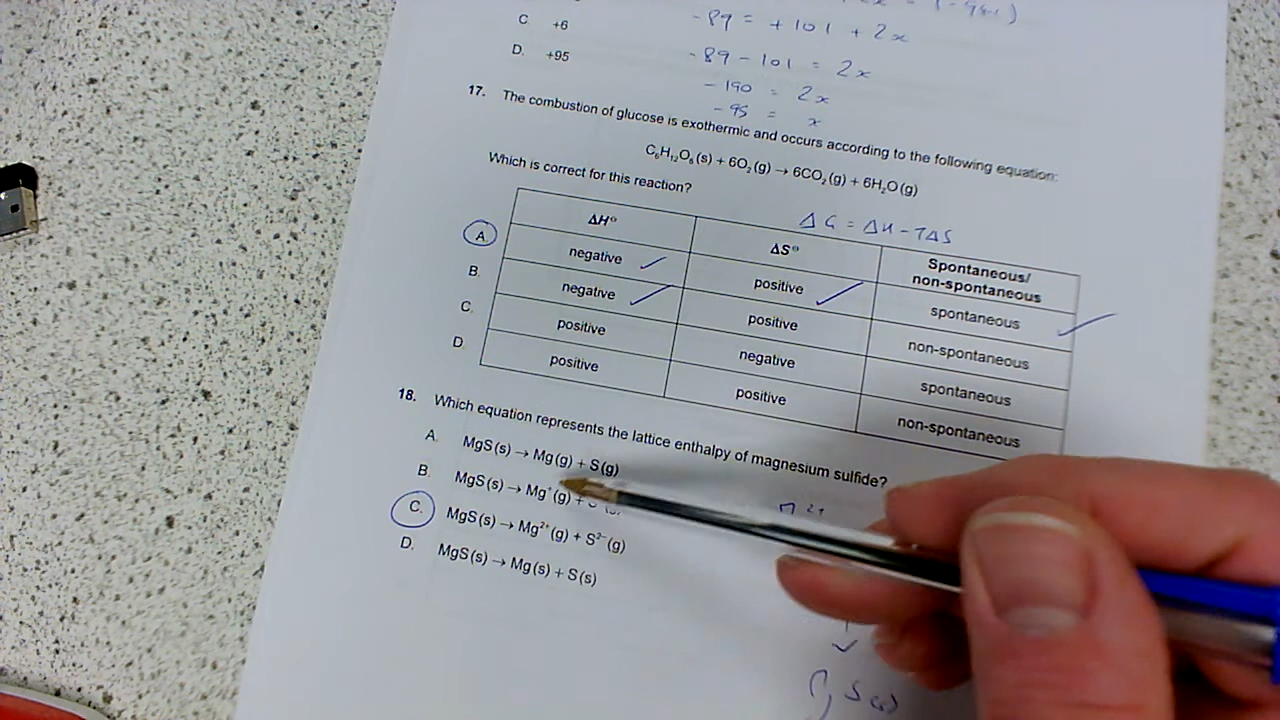 C. +6
-89 = +101 + 2x
D. +95
-89 - 101 = 2x
-190 = 2x
-95 = x
17. The combustion of glucose is exothermic and occurs according to the following equation:
C₆H₁₂O₆(s) + 6O₂(g) → 6CO₂(g) + 6H₂O(g)
Which is correct for this reaction?
ΔG = ΔH - TΔS
ΔH⊖ ΔS⊖ Spontaneous/
non-spontaneous
A. negative ✓ positive ✓ spontaneous ✓
B. negative ✓ positive non-spontaneous
C. positive negative spontaneous
D. positive positive non-spontaneous
18. Which equation represents the lattice enthalpy of magnesium sulfide?
A. MgS(s) → Mg(g) + S(g)
B. MgS(s) → Mg⁺(g) +
C. MgS(s) → Mg²⁺(g) + S²⁻(g)
D. MgS(s) → Mg(s) + S(s)